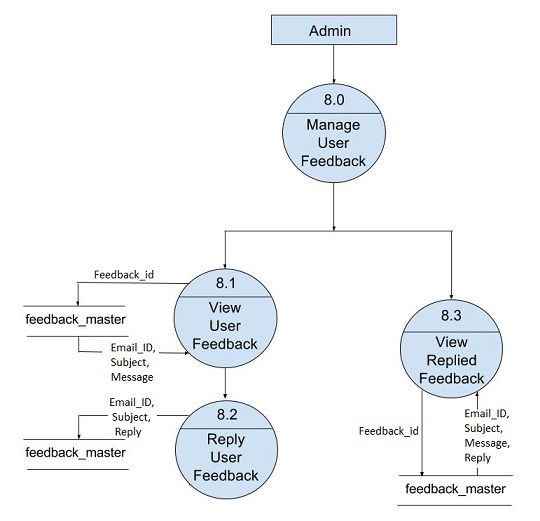 Admin
8.0
Manage
User
Feedback
Feedback_id
8.1
View
User
Feedback
feedback_master
Email_ID,
Subject,
Message
8.3
View
Replied
Feedback
Email_ID,
Subject,
Reply
8.2
Reply
User
Feedback
feedback_master
Feedback_id
Email_ID,
Subject,
Message,
Reply
feedback_master